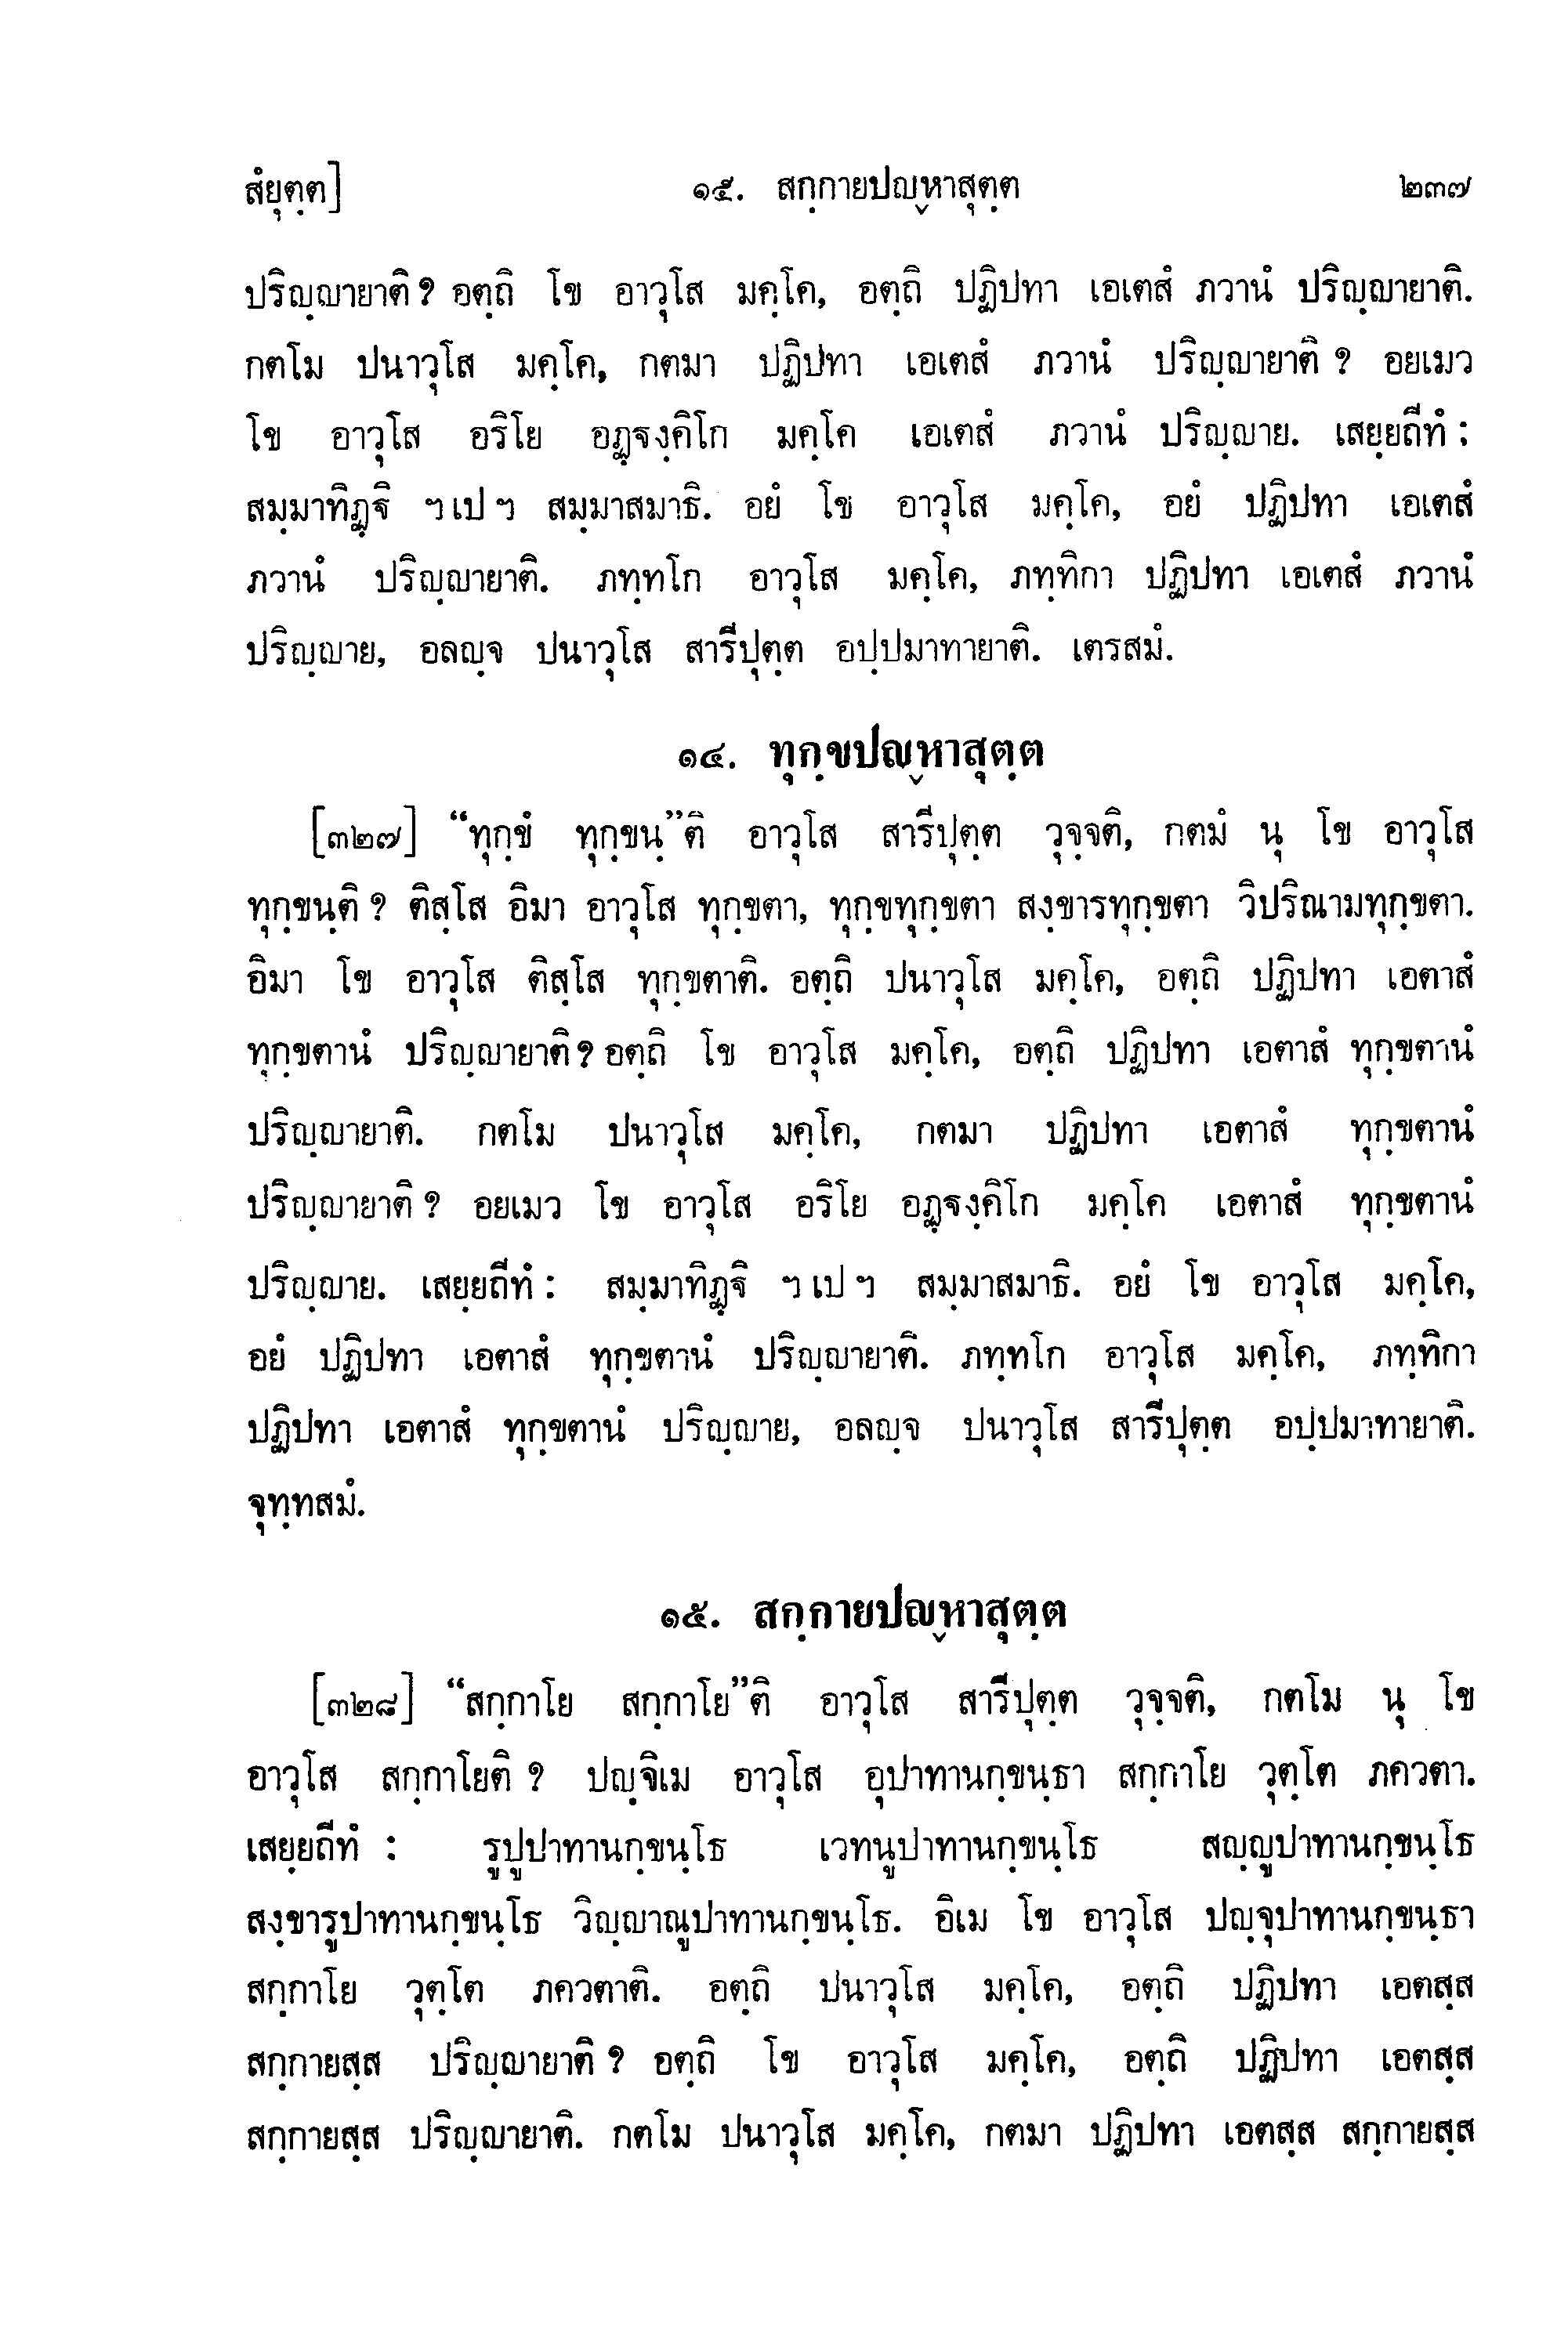 สํยุตฺต] ๑๕. สกฺกายปญฺหาสุตฺต ๒๓๗
ปริญฺญายาติ ? อตฺถิ โข อาวุโส มคฺโค, อตฺถิ ปฏิปทา เอเตสํ ภวานํ ปริญฺญายาติ.
กตโม ปนาวุโส มคฺโค, กตมา ปฏิปทา เอเตสํ ภวานํ ปริญฺญายาติ ? อยเมว
โข อาวุโส อริโย อฏฺฐงฺคิโก มคฺโค เอเตสํ ภวานํ ปริญฺญาย. เสยฺยถีทํ :
สมฺมาทิฏฺฐิ ฯ เป ฯ สมฺมาสมาธิ. อยํ โข อาวุโส มคฺโค, อยํ ปฏิปทา เอเตสํ
ภวานํ ปริญฺญายาติ. ภทฺทโก อาวุโส มคฺโค, ภทฺทิกา ปฏิปทา เอเตสํ ภวานํ
ปริญฺญาย, อลญฺจ ปนาวุโส สารีปุตฺต อปฺปมาทายาติ. เตรสมํ.
๑๔. ทุกฺขปญฺหาสุตฺต
[๓๒๗] “ทุกฺขํ ทุกฺขนฺ”ติ อาวุโส สารีปุตฺต วุจฺจติ, กตมํ นุ โข อาวุโส
ทุกฺขนฺติ ? ติสฺโส อิมา อาวุโส ทุกฺขตา, ทุกฺขทุกฺขตา สงฺขารทุกฺขตา วิปริณามทุกฺขตา.
อิมา โข อาวุโส ติสฺโส ทุกฺขตาติ. อตฺถิ ปนาวุโส มคฺโค, อตฺถิ ปฏิปทา เอตาสํ
ทุกฺขตานํ ปริญฺญายาติ ? อตฺถิ โข อาวุโส มคฺโค, อตฺถิ ปฏิปทา เอตาสํ ทุกฺขตานํ
ปริญฺญายาติ. กตโม ปนาวุโส มคฺโค, กตมา ปฏิปทา เอตาสํ ทุกฺขตานํ
ปริญฺญายาติ ? อยเมว โข อาวุโส อริโย อฏฺฐงฺคิโก มคฺโค เอตาสํ ทุกฺขตานํ
ปริญฺญาย. เสยฺยถีทํ : สมฺมาทิฏฺฐิ ฯ เป ฯ สมฺมาสมาธิ. อยํ โข อาวุโส มคฺโค,
อยํ ปฏิปทา เอตาสํ ทุกฺขตานํ ปริญฺญายาติ. ภทฺทโก อาวุโส มคฺโค, ภทฺทิกา
ปฏิปทา เอตาสํ ทุกฺขตานํ ปริญฺญาย, อลญฺจ ปนาวุโส สารีปุตฺต อปฺปมาทายาติ.
จุทฺทสมํ.
๑๕. สกฺกายปญฺหาสุตฺต
[๓๒๘] “สกฺกาโย สกฺกาโย”ติ อาวุโส สารีปุตฺต วุจฺจติ, กตโม นุ โข
อาวุโส สกฺกาโยติ ? ปญฺจิเม อาวุโส อุปาทานกฺขนฺธา สกฺกาโย วุตฺโต ภควตา.
เสยฺยถีทํ : รูปูปาทานกฺขนฺโธ เวทนูปาทานกฺขนฺโธ สญฺญูปาทานกฺขนฺโธ
สงฺขารูปาทานกฺขนฺโธ วิญฺญาณูปาทานกฺขนฺโธ. อิเม โข อาวุโส ปญฺจุปาทานกฺขนฺธา
สกฺกาโย วุตฺโต ภควตาติ. อตฺถิ ปนาวุโส มคฺโค, อตฺถิ ปฏิปทา เอตสฺส
สกฺกายสฺส ปริญฺญายาติ ? อตฺถิ โข อาวุโส มคฺโค, อตฺถิ ปฏิปทา เอตสฺส
สกฺกายสฺส ปริญฺญายาติ. กตโม ปนาวุโส มคฺโค, กตมา ปฏิปทา เอตสฺส สกฺกายสฺส